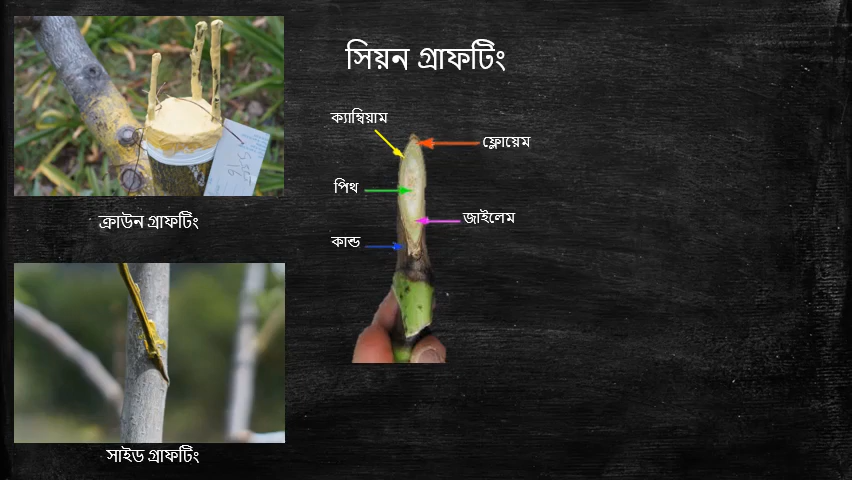 সিয়ন গ্রাফটিং
ক্যাম্বিয়াম
ফ্লোয়েম
পিথ
জাইলেম
কান্ড
ক্রাউন গ্রাফটিং
সাইড গ্রাফটিং